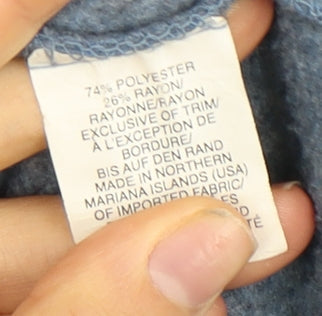 74% POLYESTER
26% RAYON/
RAYONNE/RAYON
EXCLUSIVE OF TRIM/
À L'EXCEPTION DE
BORDURE/
BIS AUF DEN RAND
MADE IN NORTHERN
MARIANA ISLANDS (USA)
OF IMPORTED FABRIC/